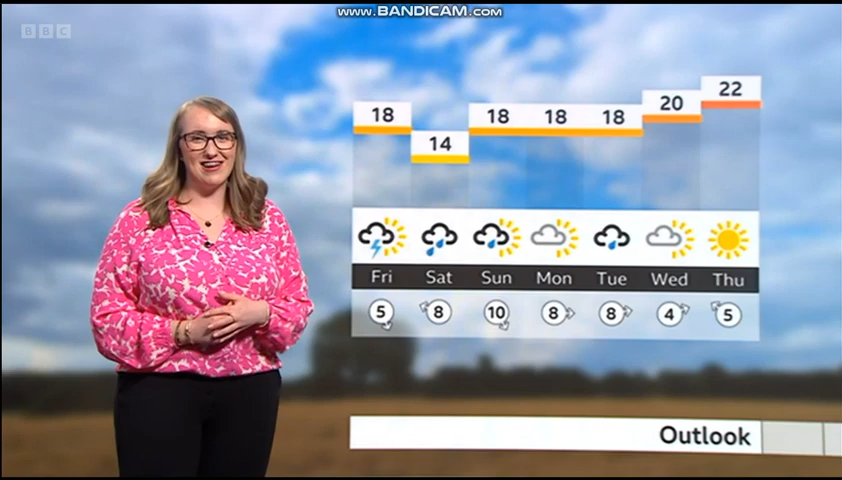 WWW.BANDICAM.COM
BBC
18 14 18 18 18 20 22
Fri Sat Sun Mon Tue Wed Thu
5 8 10 8 8 4 5
Outlook